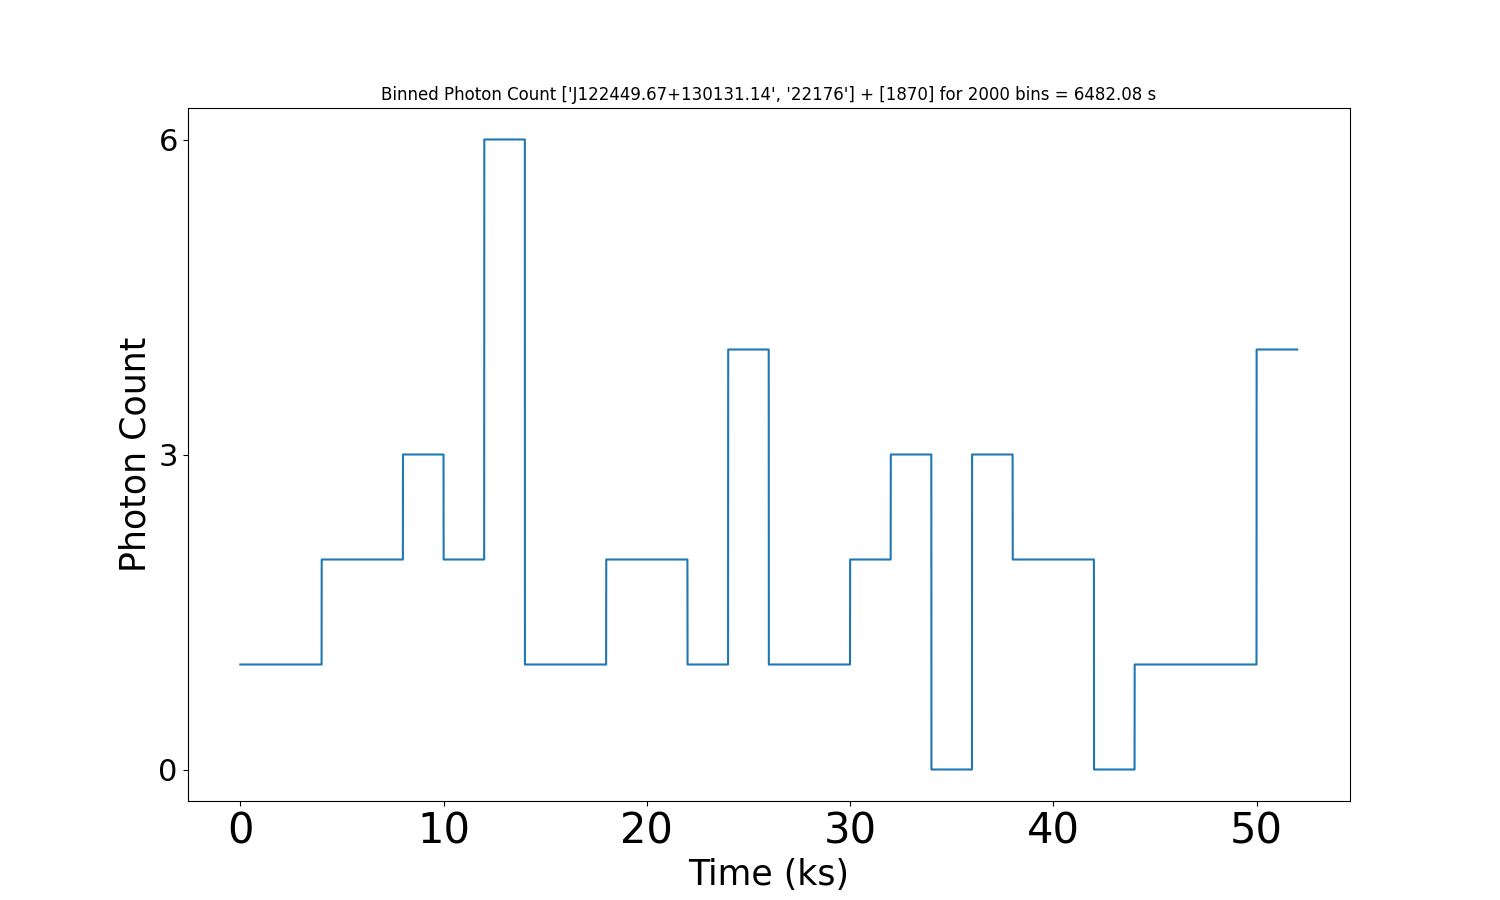 Binned Photon Count ['J122449.67+130131.14', '22176'] + [1870] for 2000 bins = 6482.08 s
6
3
0
Photon Count
0 10 20 30 40 50
Time (ks)